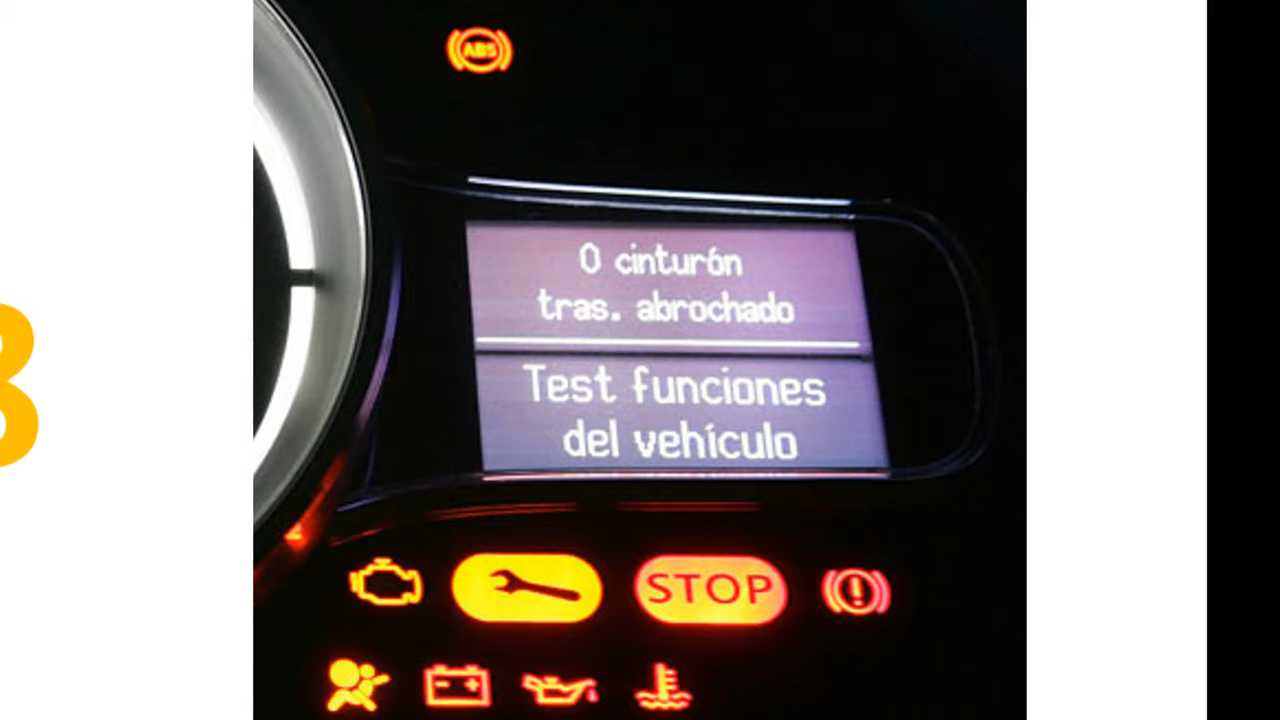 ABS
0 cinturón
tras. abrochado
Test funciones
del vehículo
STOP